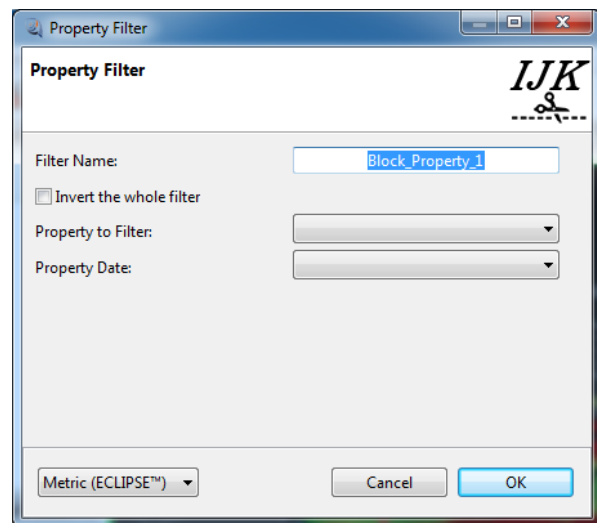 Property Filter
Property Filter
IJK
Filter Name:
Block_Property_1
Invert the whole filter
Property to Filter:
Property Date:
Metric (ECLIPSE™)
Cancel
OK